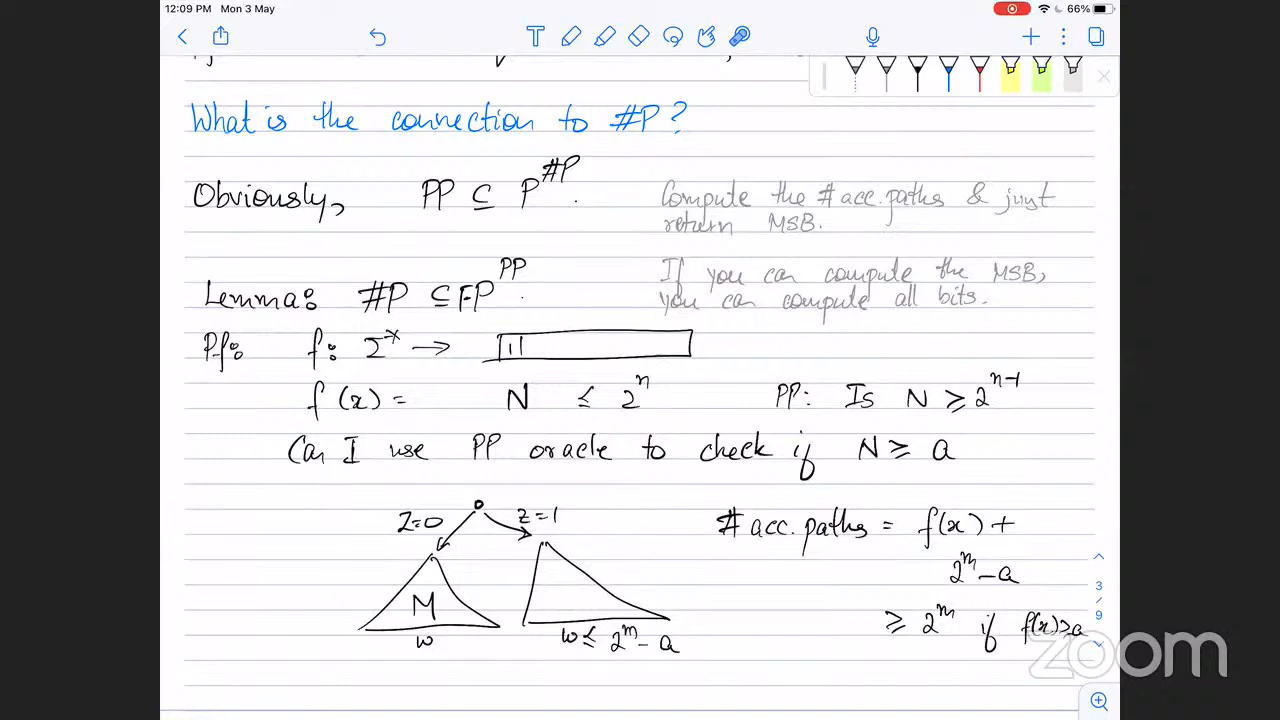 12:09 PM Mon 3 May
66%
What is the connection to #P?
Obviously, PP ⊆ P^#P.
Compute the # acc. paths & just
return MSB.
Lemma: #P ⊆ FP^PP.
If you can compute the MSB,
you can compute all bits.
Pf: f: Σ^* →
f(x) = N ≤ 2^n PP: Is N ≥ 2^{n-1}
Can I use PP oracle to check if N ≥ a
Z=0 z=1
# acc. paths = f(x) +
2^m - a
M
≥ 2^m if f(x) ≥ a
w w ≤ 2^m - a
3
/
9
zoom